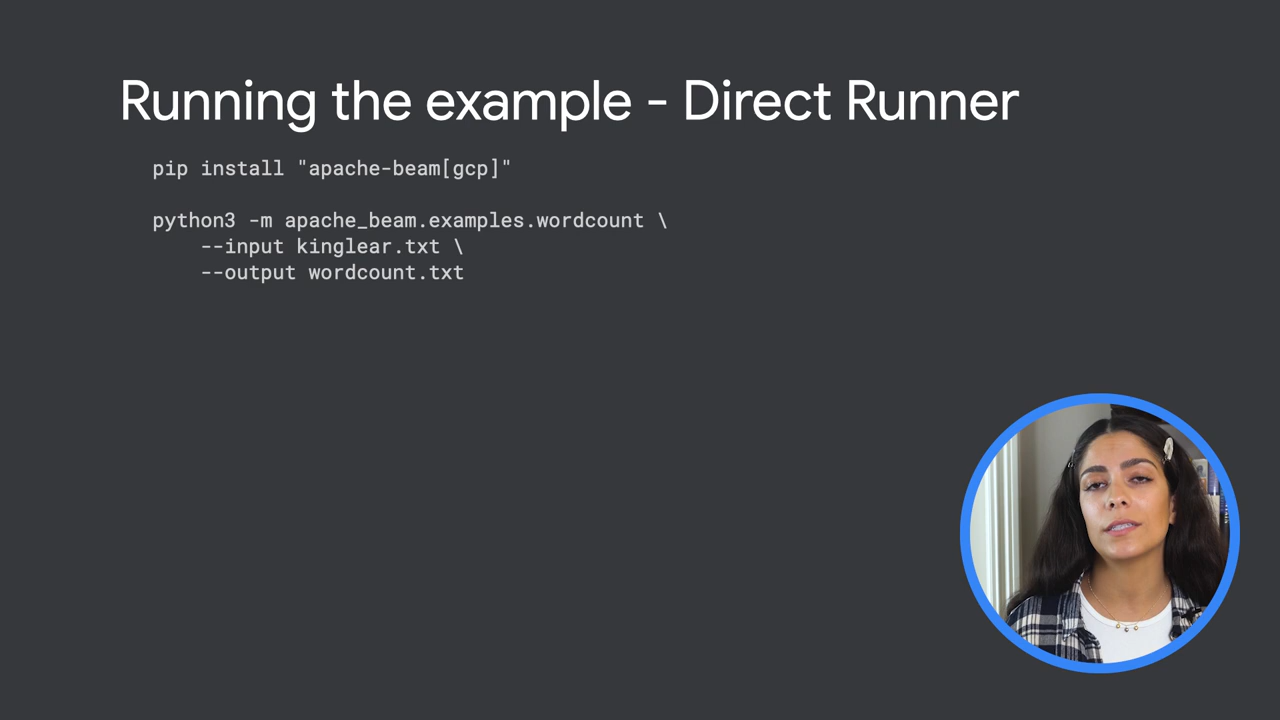 Running the example - Direct Runner
pip install "apache-beam[gcp]"
python3 -m apache_beam.examples.wordcount \
--input kinglear.txt \
--output wordcount.txt